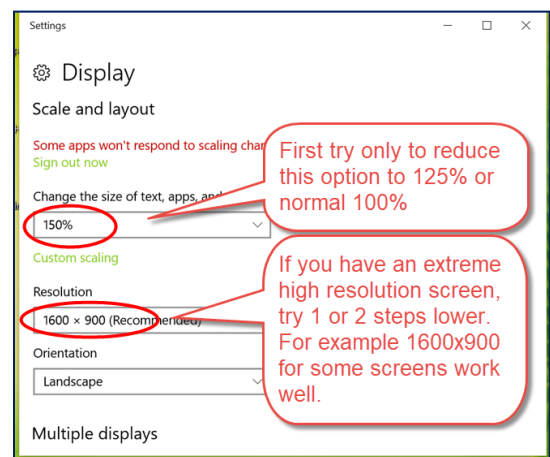 Settings
Display
Scale and layout
Some apps won't respond to scaling
Sign out now
Change the size of text, apps,
150%
Custom scaling
Resolution
1600 × 900 (Recommended)
Orientation
Landscape
Multiple displays
First try only to reduce
this option to 125% or
normal 100%
If you have an extreme
high resolution screen,
try 1 or 2 steps lower.
For example 1600x900
for some screens work
well.